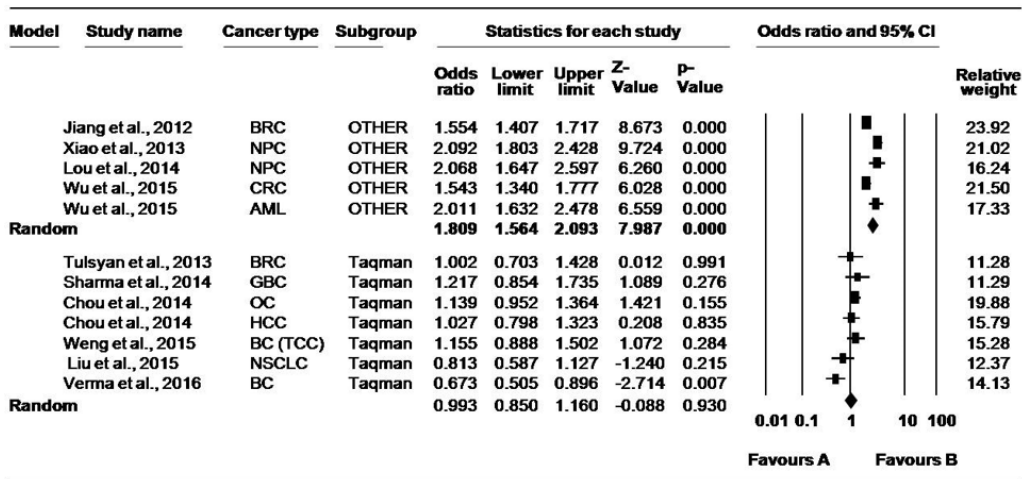 Model Study name Cancer type Subgroup Statistics for each study Odds ratio and 95% CI
Odds ratio Lower limit Upper limit Z-Value p-Value Relative weight
Jiang et al., 2012 BRC OTHER 1.554 1.407 1.717 8.673 0.000 23.92
Xiao et al., 2013 NPC OTHER 2.092 1.803 2.428 9.724 0.000 21.02
Lou et al., 2014 NPC OTHER 2.068 1.647 2.597 6.260 0.000 16.24
Wu et al., 2015 CRC OTHER 1.543 1.340 1.777 6.028 0.000 21.50
Wu et al., 2015 AML OTHER 2.011 1.632 2.478 6.559 0.000 17.33
Random 1.809 1.564 2.093 7.987 0.000
Tulsyan et al., 2013 BRC Taqman 1.002 0.703 1.428 0.012 0.991 11.28
Sharma et al., 2014 GBC Taqman 1.217 0.854 1.735 1.089 0.276 11.29
Chou et al., 2014 OC Taqman 1.139 0.952 1.364 1.421 0.155 19.88
Chou et al., 2014 HCC Taqman 1.027 0.798 1.323 0.208 0.835 15.79
Weng et al., 2015 BC (TCC) Taqman 1.155 0.888 1.502 1.072 0.284 15.28
Liu et al., 2015 NSCLC Taqman 0.813 0.587 1.127 -1.240 0.215 12.37
Verma et al., 2016 BC Taqman 0.673 0.505 0.896 -2.714 0.007 14.13
Random 0.993 0.850 1.160 -0.088 0.930
0.01 0.1 1 10 100
Favours A Favours B